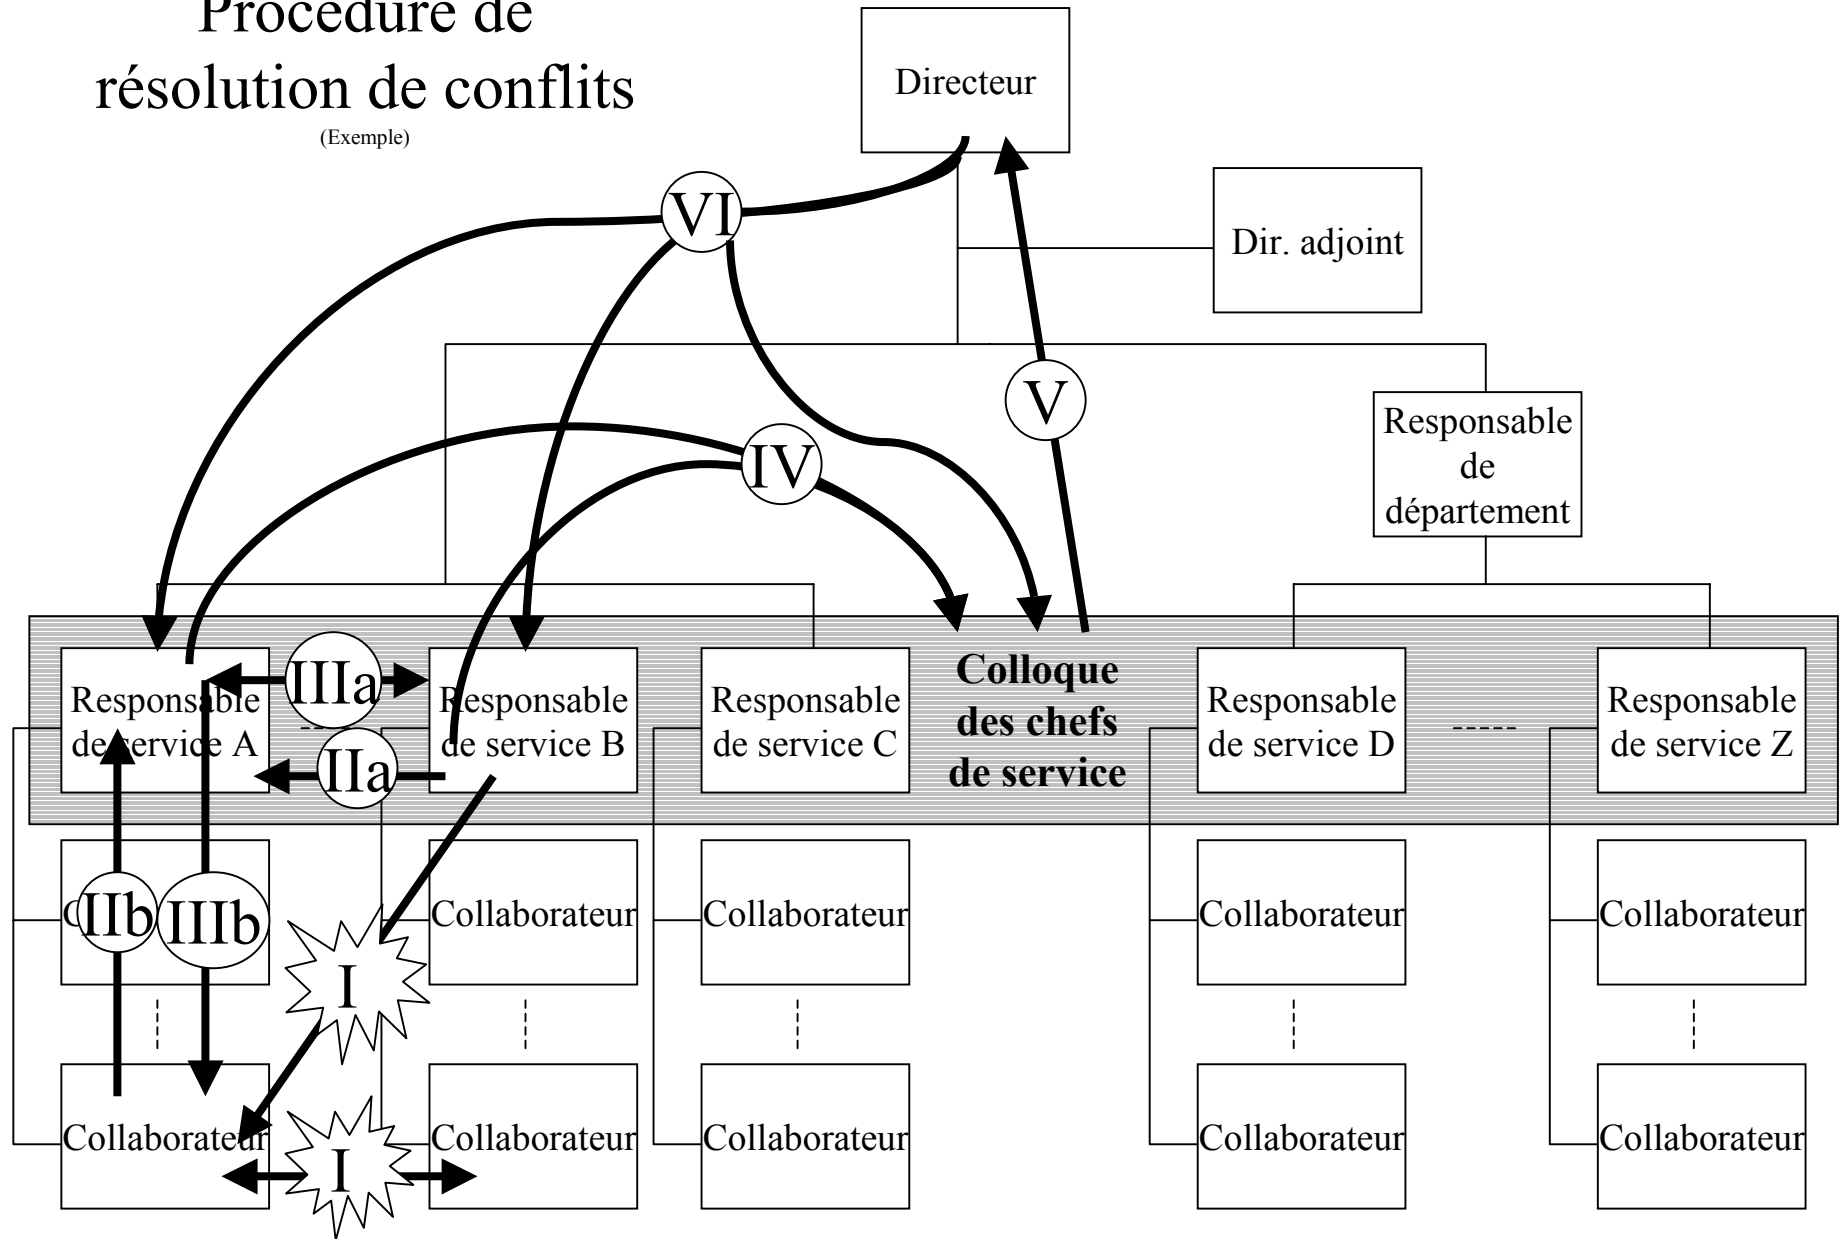 Procédure de
résolution de conflits
(Exemple)
Directeur
Dir. adjoint
VI
V
IV
Responsable
de
département
Responsable
de service A
IIIa
IIa
Responsable
de service B
Responsable
de service C
Colloque
des chefs
de service
Responsable
de service D
Responsable
de service Z
C
IIb
IIIb
I
Collaborateur
Collaborateur
Collaborateur
Collaborateur
Collaborateur
I
Collaborateur
Collaborateur
Collaborateur
Collaborateur